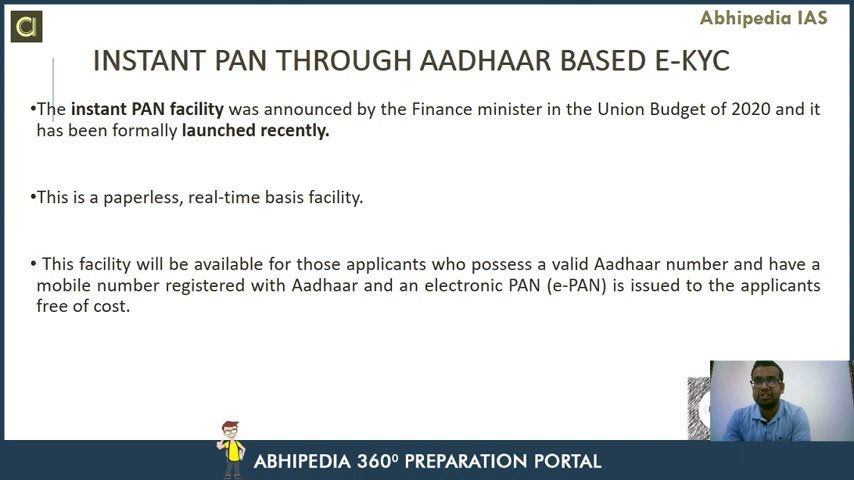 Abhipedia IAS
INSTANT PAN THROUGH AADHAAR BASED E-KYC
•The instant PAN facility was announced by the Finance minister in the Union Budget of 2020 and it
has been formally launched recently.
•This is a paperless, real-time basis facility.
• This facility will be available for those applicants who possess a valid Aadhaar number and have a
mobile number registered with Aadhaar and an electronic PAN (e-PAN) is issued to the applicants
free of cost.
ABHIPEDIA 360⁰ PREPARATION PORTAL